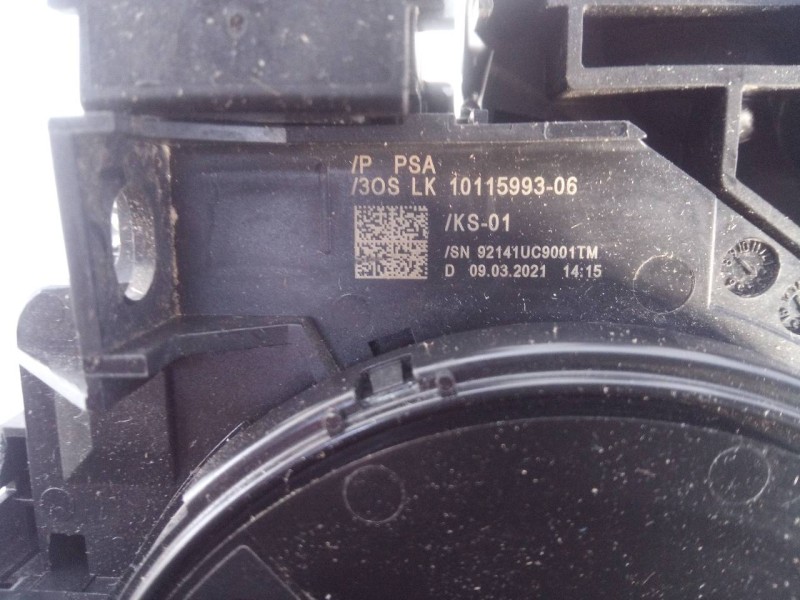 /P PSA
/3OS LK 10115993-06
/KS-01
/SN 92141UC9001TM
D 09.03.2021 14:15